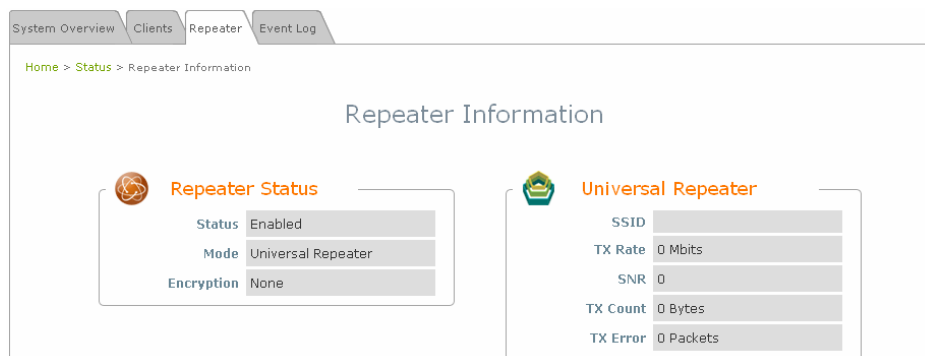 System Overview Clients Repeater Event Log
Home > Status > Repeater Information
Repeater Information
Repeater Status
Status Enabled
Mode Universal Repeater
Encryption None
Universal Repeater
SSID
TX Rate 0 Mbits
SNR 0
TX Count 0 Bytes
TX Error 0 Packets